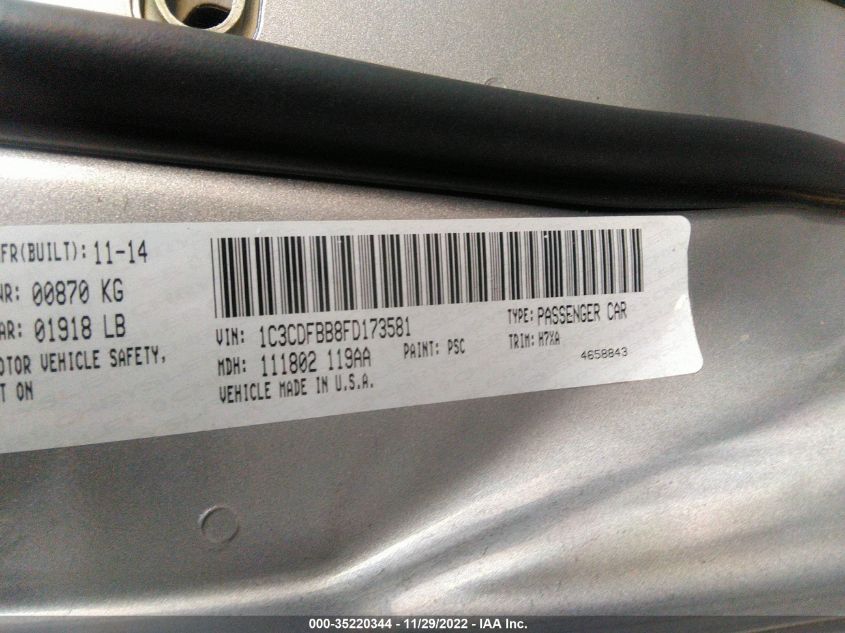 FR(BUILT): 11-14
WR: 00870 KG
AR: 01918 LB
OTOR VEHICLE SAFETY,
T ON
VIN: 1C3CDFBB8FD173581
TYPE: PASSENGER CAR
MDH: 111802 119AA
PAINT: PSC
TRIM: H7XA
VEHICLE MADE IN U.S.A.
4658843
000-35220344 - 11/29/2022 - IAA Inc.